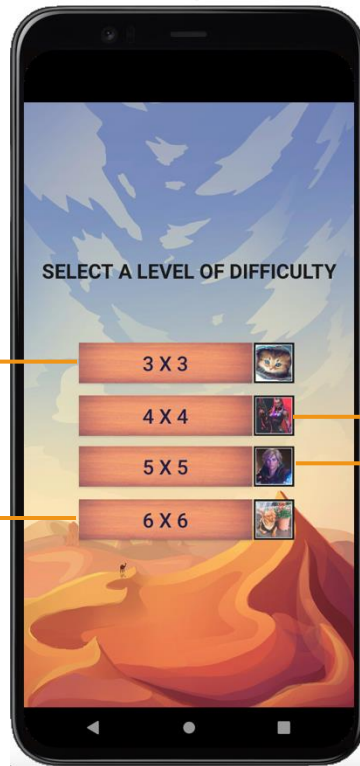 SELECT A LEVEL OF DIFFICULTY
3 X 3
4 X 4
5 X 5
6 X 6